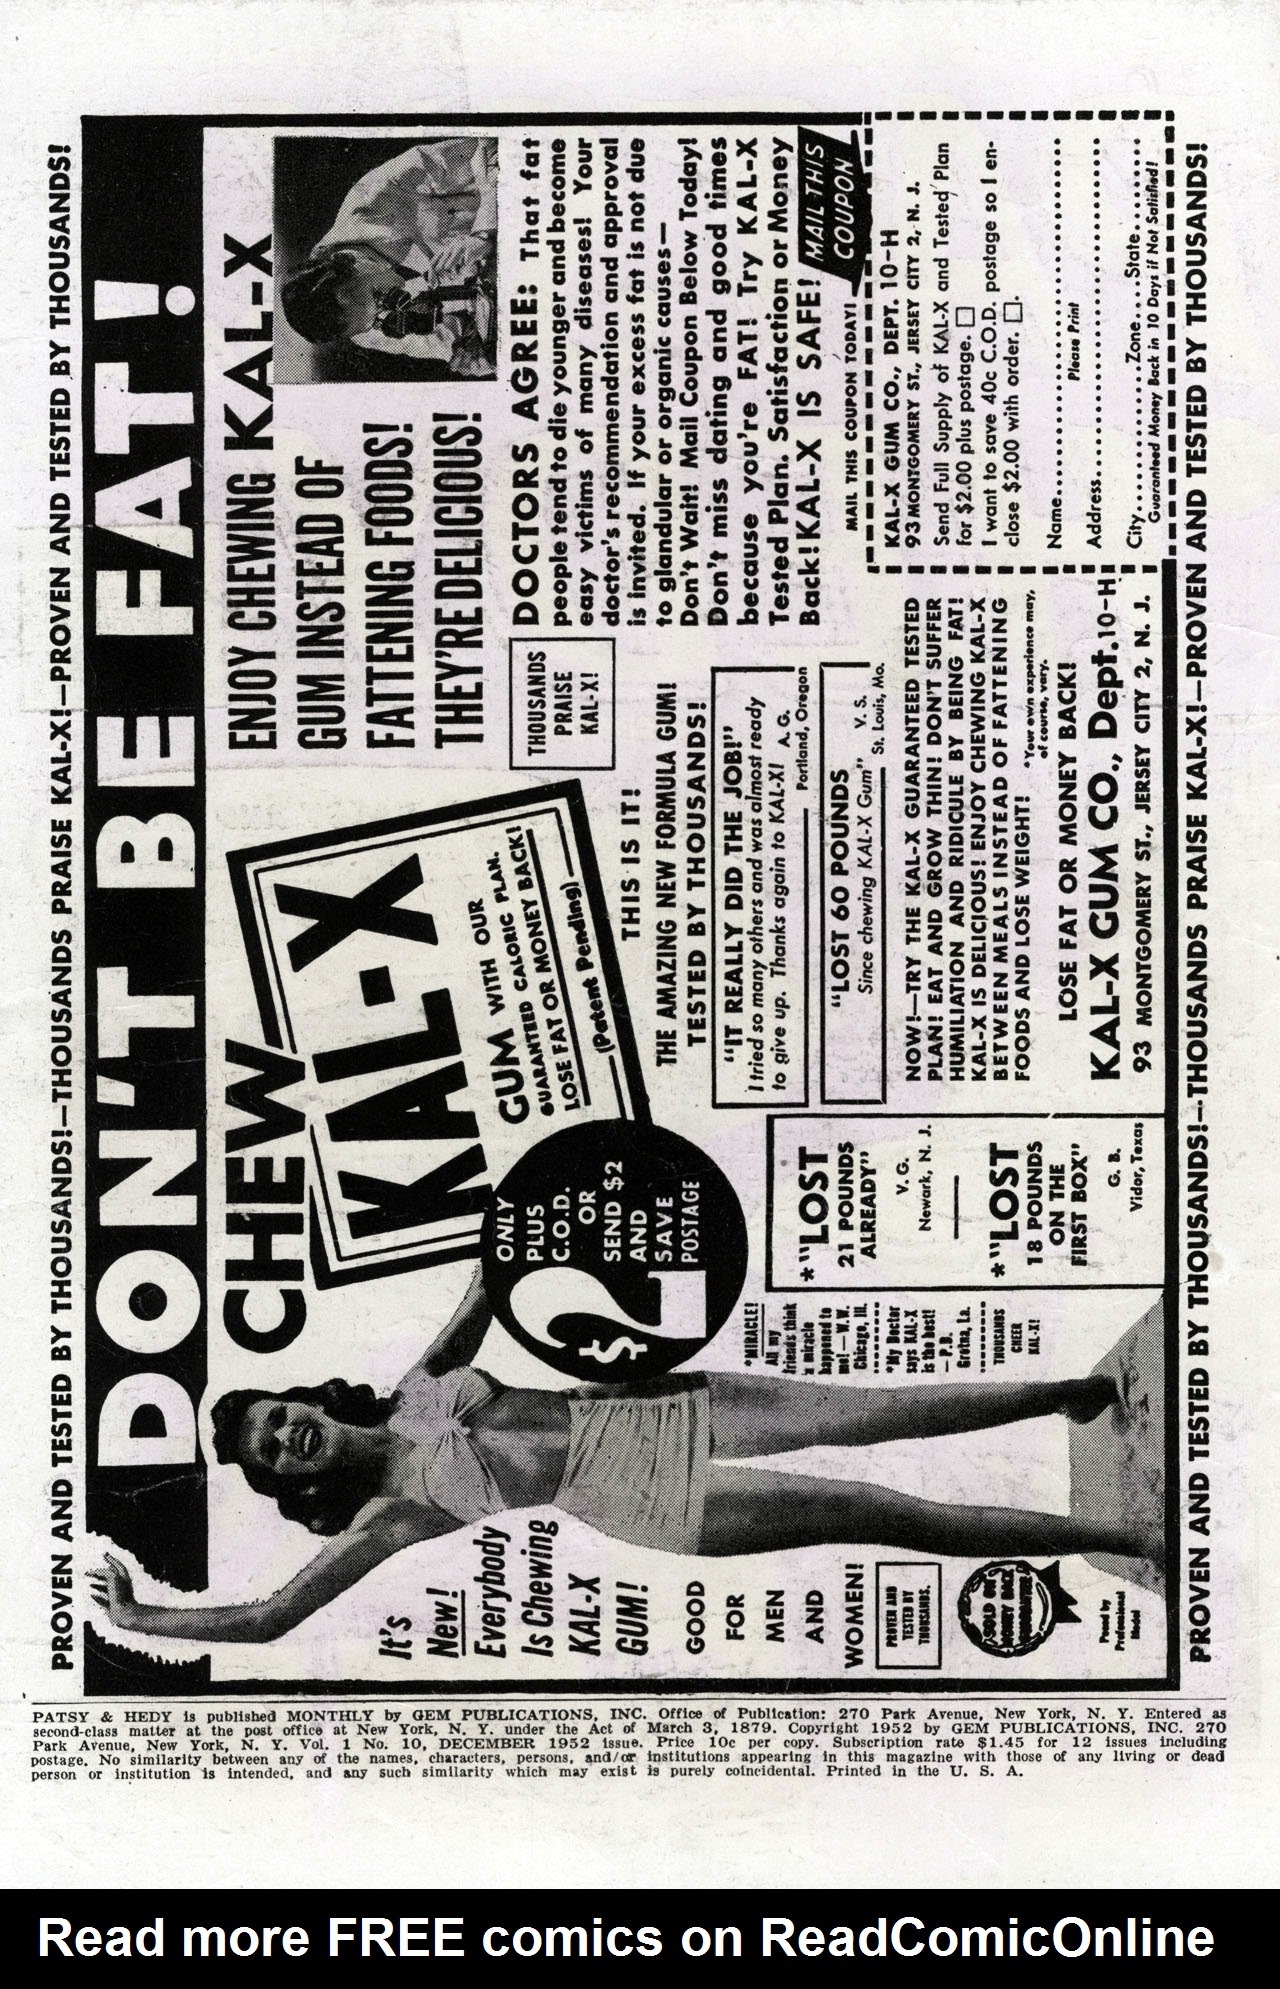 PROVEN AND TESTED BY THOUSANDS!—THOUSANDS PRAISE KAL-X!—PROVEN AND TESTED BY THOUSANDS!
DON'T BE FAT!
CHEW
KAL-X
GUM WITH OUR
GUARANTEED CALORIC PLAN.
LOSE FAT OR MONEY BACK!
(Patent Pending)
ONLY
$2
PLUS
C.O.D.
OR
SEND $2
AND
SAVE
POSTAGE
ENJOY CHEWING KAL-X
GUM INSTEAD OF
FATTENING FOODS!
THEY'RE DELICIOUS!
It's
New!
Everybody
Is Chewing
KAL-X
GUM!
GOOD
FOR
MEN
AND
WOMEN!
PROVEN AND
TESTED BY
THOUSANDS.
SOLD ON
MONEY BACK
GUARANTEE
Posed by
Professional
Model
*MIRACLE!
All my
friends think
a miracle
happened to
me! — W. W.
Chicago, Ill.
*My Doctor
says KAL-X
is the best!
— P.B.
Gretna, La.
THOUSANDS
CHEER
KAL-X!
*"LOST
21 POUNDS
ALREADY"
V. G.
Newark, N. J.
*"LOST
18 POUNDS
ON THE
FIRST BOX"
G. B.
Vidor, Texas
THIS IS IT!
THE AMAZING NEW FORMULA GUM!
TESTED BY THOUSANDS!
"IT REALLY DID THE JOB!"
I tried so many others and was almost ready
to give up. Thanks again to KAL-X! A. G.
Portland, Oregon
"LOST 60 POUNDS
Since chewing KAL-X Gum" V. S.
St. Louis, Mo.
NOW!—TRY THE KAL-X GUARANTEED TESTED
PLAN! EAT AND GROW THIN! DON'T SUFFER
HUMILIATION AND RIDICULE BY BEING FAT!
KAL-X IS DELICIOUS! ENJOY CHEWING KAL-X
BETWEEN MEALS INSTEAD OF FATTENING
FOODS AND LOSE WEIGHT!
*Your own experience may,
of course, vary.
LOSE FAT OR MONEY BACK!
KAL-X GUM CO., Dept. 10-H
93 MONTGOMERY ST., JERSEY CITY 2, N. J.
THOUSANDS
PRAISE
KAL-X!
DOCTORS AGREE: That fat
people tend to die younger and become
easy victims of many diseases! Your
doctor's recommendation and approval
is invited. If your excess fat is not due
to glandular or organic causes—
Don't Wait! Mail Coupon Below Today!
Don't miss dating and good times
because you're FAT! Try KAL-X
Tested Plan. Satisfaction or Money
Back! KAL-X IS SAFE!
MAIL THIS
COUPON
MAIL THIS COUPON TODAY!
KAL-X GUM CO., DEPT. 10-H
93 MONTGOMERY ST., JERSEY CITY 2, N. J.
Send Full Supply of KAL-X and Tested Plan
for $2.00 plus postage. □
I want to save 40c C.O.D. postage so I en-
close $2.00 with order. □.
Name
Please Print
Address
City Zone State
Guaranteed Money Back in 10 Days if Not Satisfied!
PROVEN AND TESTED BY THOUSANDS!—THOUSANDS PRAISE KAL-X!—PROVEN AND TESTED BY THOUSANDS!
PATSY & HEDY is published MONTHLY by GEM PUBLICATIONS, INC. Office of Publication: 270 Park Avenue, New York, N. Y. Entered as
second-class matter at the post office at New York, N. Y. under the Act of March 3, 1879. Copyright 1952 by GEM PUBLICATIONS, INC. 270
Park Avenue, New York, N. Y. Vol. 1 No. 10, DECEMBER 1952 issue. Price 10c per copy. Subscription rate $1.45 for 12 issues including
postage. No similarity between any of the names, characters, persons, and/or institutions appearing in this magazine with those of any living or dead
person or institution is intended, and any such similarity which may exist is purely coincidental. Printed in the U. S. A.
Read more FREE comics on ReadComicOnline